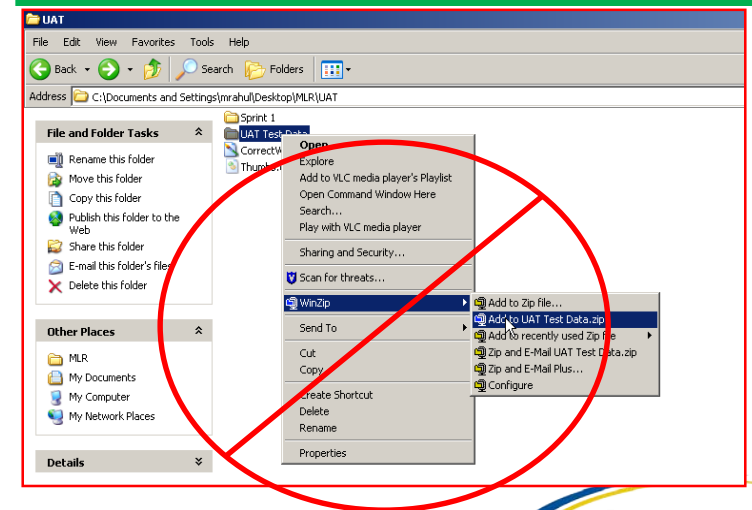 UAT
File Edit View Favorites Tools Help
Back Search Folders
Address C:\Documents and Settings\mrahul\Desktop\MLR\UAT
File and Folder Tasks
Rename this folder
Move this folder
Copy this folder
Publish this folder to the
Web
Share this folder
E-mail this folder's files
Delete this folder
Other Places
MLR
My Documents
My Computer
My Network Places
Details
Sprint 1
UAT Test Data
Open
Explore
Add to VLC media player's Playlist
Open Command Window Here
Search...
Play with VLC media player
Sharing and Security...
Scan for threats...
WinZip
Send To
Cut
Copy
Create Shortcut
Delete
Rename
Properties
Add to Zip file...
Add to UAT Test Data.zip
Add to recently used Zip file
Zip and E-Mail UAT Test Data.zip
Zip and E-Mail Plus...
Configure